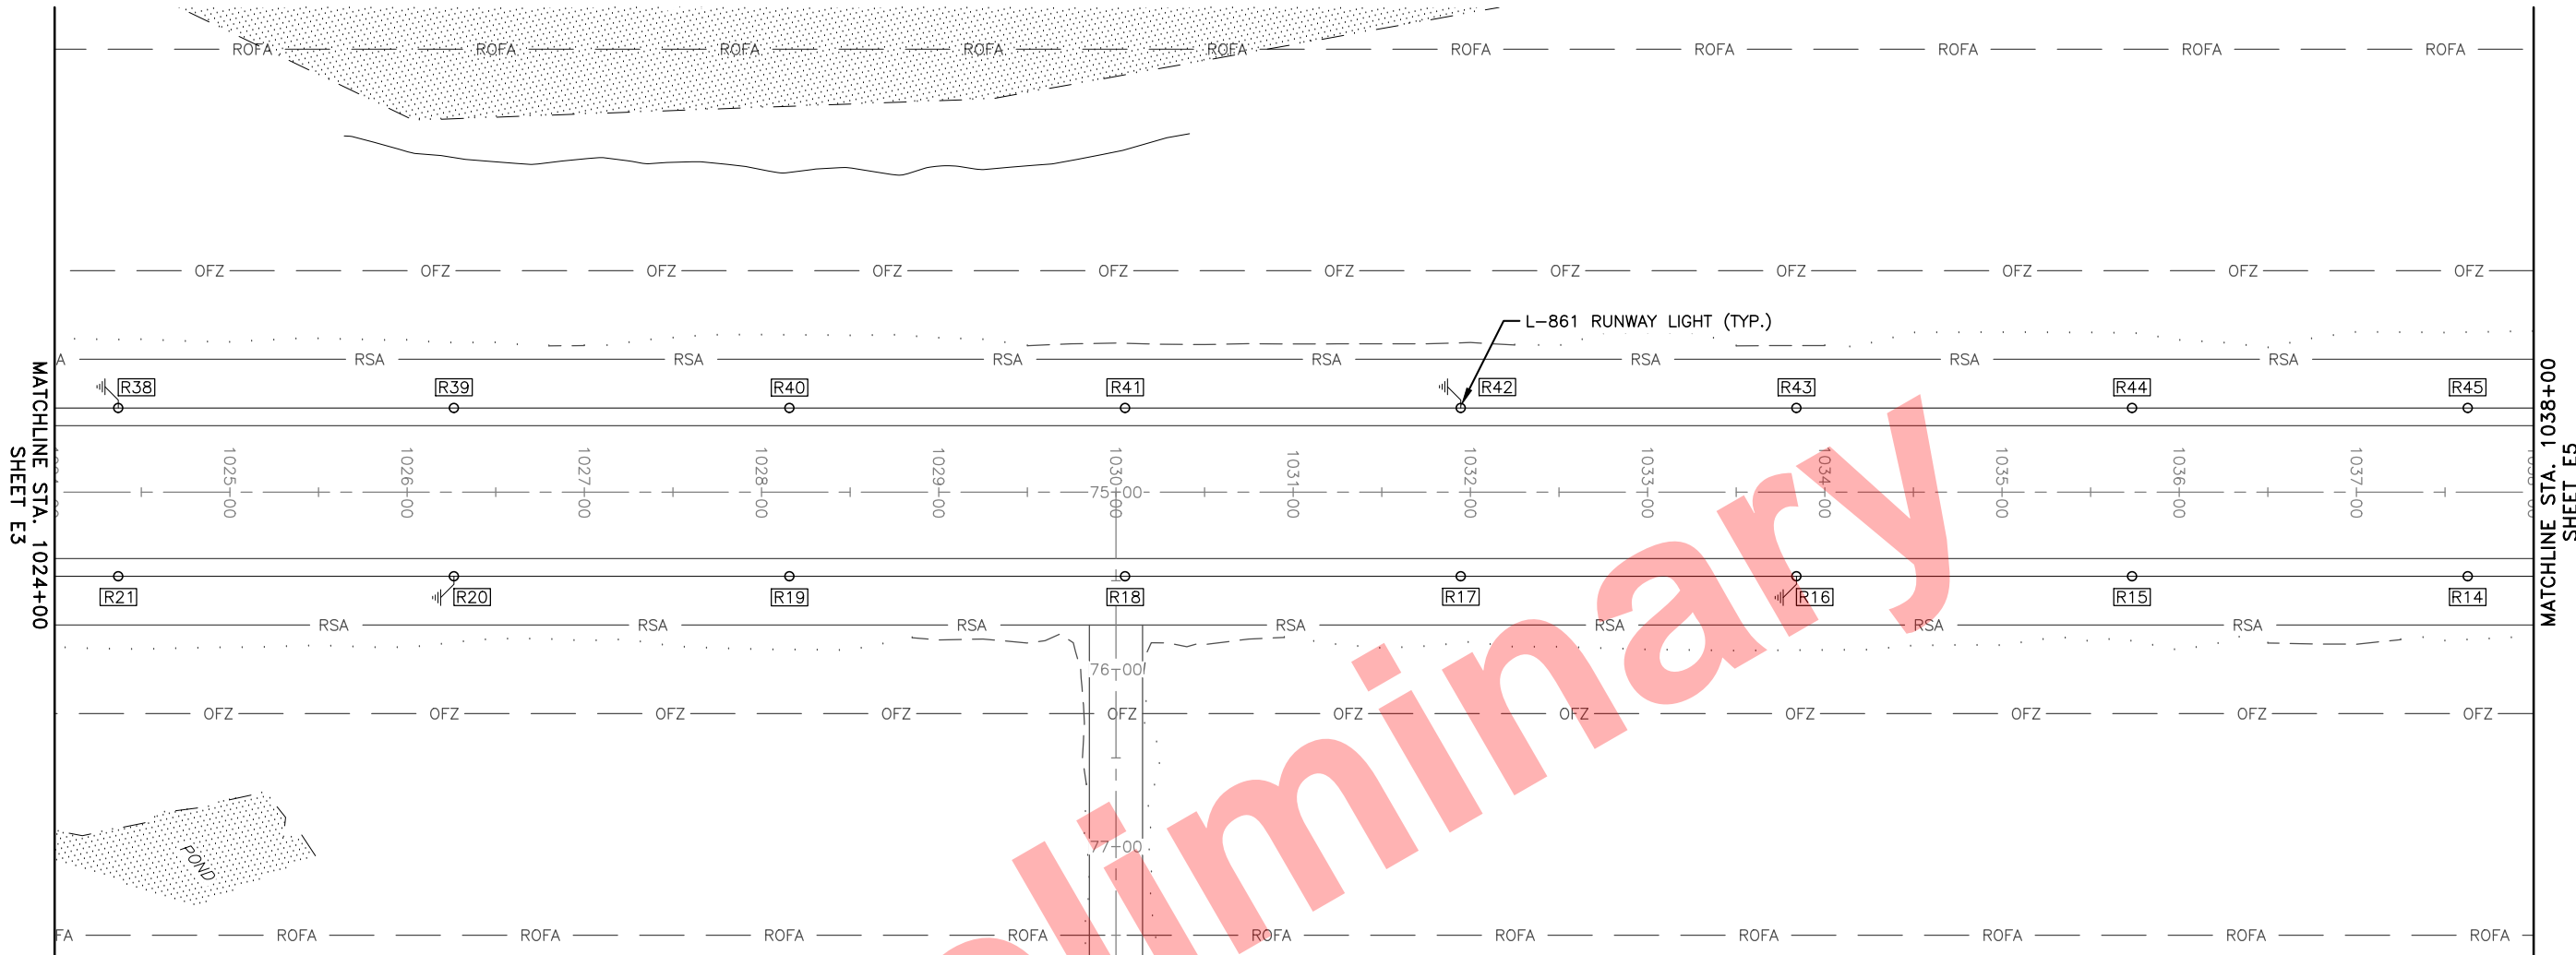 ROFA ROFA ROFA ROFA ROFA ROFA ROFA ROFA ROFA ROFA
OFZ OFZ OFZ OFZ OFZ OFZ OFZ OFZ OFZ OFZ OFZ
L-861 RUNWAY LIGHT (TYP.)
A RSA RSA RSA RSA RSA RSA RSA
R38 R39 R40 R41 R42 R43 R44 R45
MATCHLINE STA. 1024+00
SHEET E3
1025+00 1026+00 1027+00 1028+00 1029+00 1030+00 1031+00 1032+00 1033+00 1034+00 1035+00 1036+00 1037+00
75+00
MATCHLINE STA. 1038+00
SHEET E5
R21 R20 R19 R18 R17 R16 R15 R14
RSA RSA RSA RSA RSA RSA RSA
76+00
OFZ OFZ OFZ OFZ OFZ OFZ OFZ OFZ OFZ OFZ OFZ
77+00
POND
FA ROFA ROFA ROFA ROFA ROFA ROFA ROFA ROFA ROFA ROFA
liminary